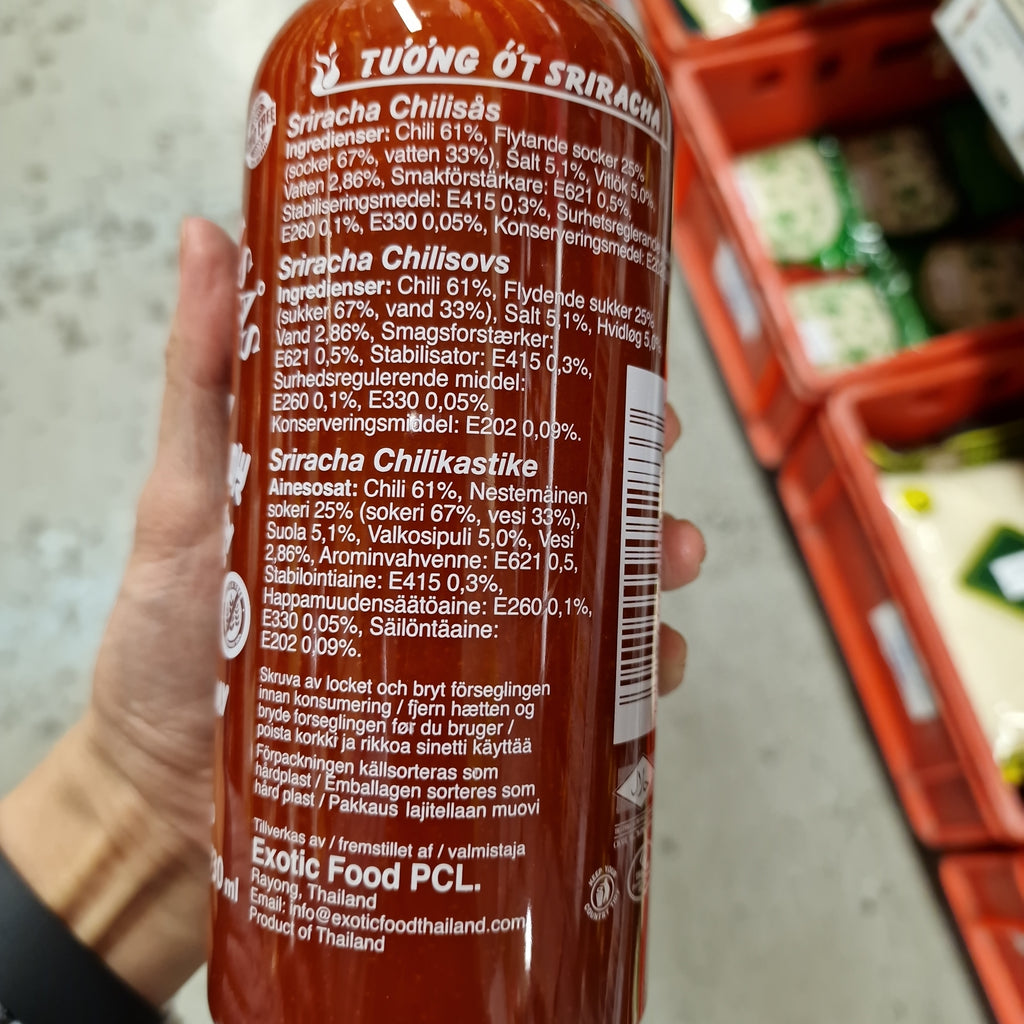 TƯƠNG ỚT SRIRACHA
Sriracha Chilisås
Ingredienser: Chili 61%, Flytande socker 25%
(socker 67%, vatten 33%), Salt 5,1%, Vitlök 5,0%,
Vatten 2,86%, Smakförstärkare: E621 0,5%,
Stabiliseringsmedel: E415 0,3%, Surhetsreglerande
E260 0,1%, E330 0,05%, Konserveringsmedel:
Sriracha Chilisovs
Ingredienser: Chili 61%, Flydende sukker 25%
(sukker 67%, vand 33%), Salt 5,1%, Hvidløg 5,0%
Vand 2,86%, Smagsforstærker:
E621 0,5%, Stabilisator: E415 0,3%,
Surhedsregulerende middel:
E260 0,1%, E330 0,05%,
Konserveringsmiddel: E202 0,09%.
Sriracha Chilikastike
Ainesosat: Chili 61%, Nestemäinen
sokeri 25% (sokeri 67%, vesi 33%),
Suola 5,1%, Valkosipuli 5,0%, Vesi
2,86%, Arominvahvenne: E621 0,5,
Stabilointiaine: E415 0,3%,
Happamuudensäätöaine: E260 0,1%,
E330 0,05%, Säilöntäaine:
E202 0,09%.
Skruva av locket och bryt förseglingen
innan konsumering / fjern hætten og
bryde forseglingen før du bruger /
poista korkki ja rikkoa sinetti käyttää
Förpackningen källsorteras som
hårdplast / Emballagen sorteres som
hård plast / Pakkaus lajitellaan muovi
Tillverkas av / fremstillet af / valmistaja
Exotic Food PCL.
Rayong, Thailand
Email: info@exoticfoodthailand.com
Product of Thailand
ml